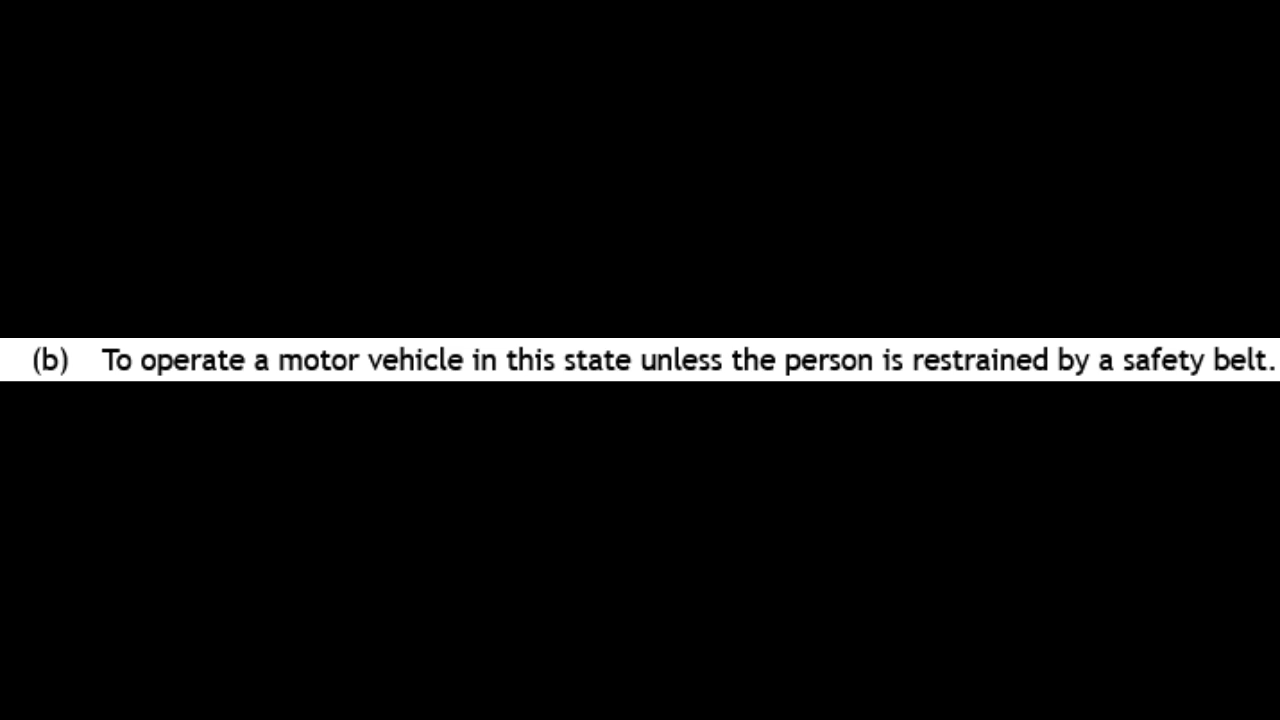 (b) To operate a motor vehicle in this state unless the person is restrained by a safety belt.